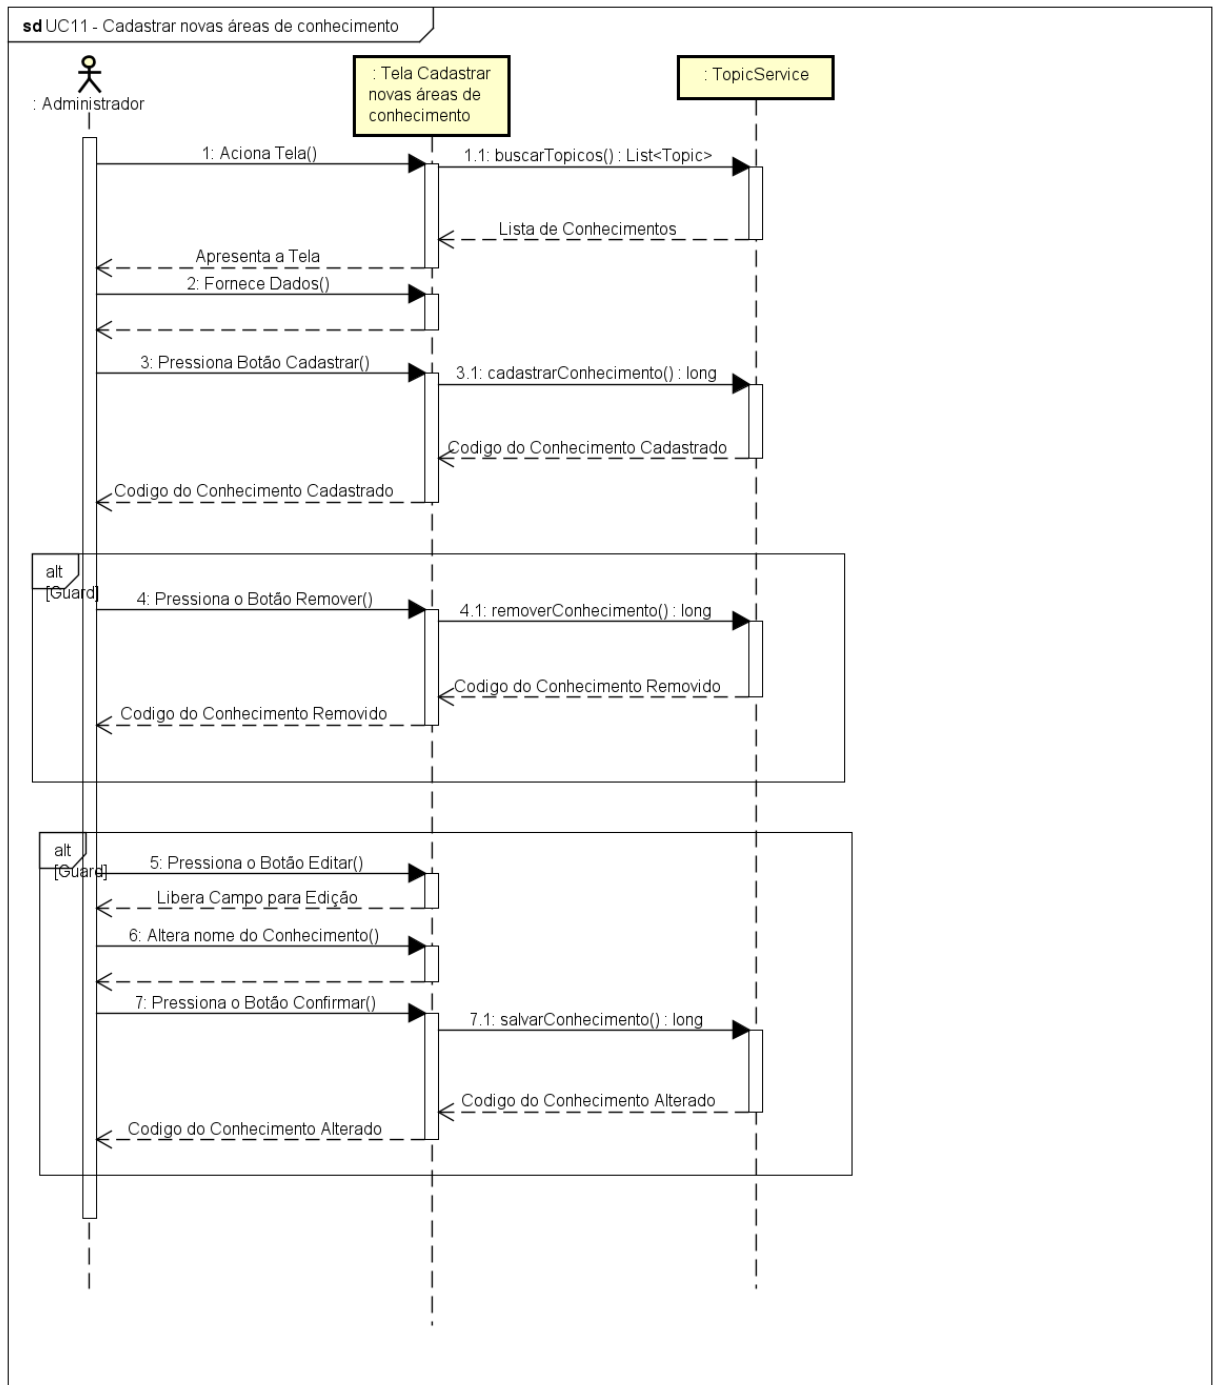 sd UC11 - Cadastrar novas áreas de conhecimento
: Administrador
: Tela Cadastrar
novas áreas de
conhecimento
: TopicService
1: Aciona Tela()
1.1: buscarTopicos() : List<Topic>
Lista de Conhecimentos
Apresenta a Tela
2: Fornece Dados()
3: Pressiona Botão Cadastrar()
3.1: cadastrarConhecimento() : long
Codigo do Conhecimento Cadastrado
Codigo do Conhecimento Cadastrado
alt
[Guard]
4: Pressiona o Botão Remover()
4.1: removerConhecimento() : long
Codigo do Conhecimento Removido
Codigo do Conhecimento Removido
alt
[Guard]
5: Pressiona o Botão Editar()
Libera Campo para Edição
6: Altera nome do Conhecimento()
7: Pressiona o Botão Confirmar()
7.1: salvarConhecimento() : long
Codigo do Conhecimento Alterado
Codigo do Conhecimento Alterado